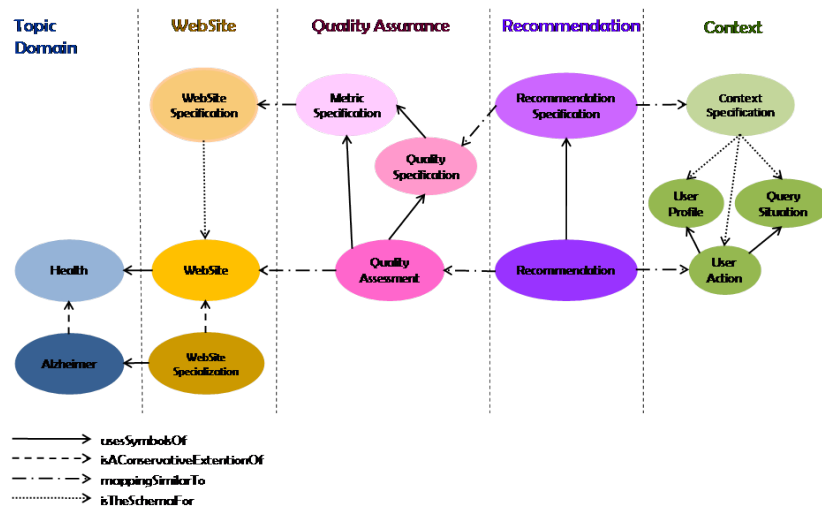 Topic
Domain
WebSite
Quality Assurance
Recommendation
Context
WebSite
Specification
Metric
Specification
Recommendation
Specification
Context
Specification
Quality
Specification
User
Profile
Query
Situation
Health
WebSite
Quality
Assessment
Recommendation
User
Action
Alzheimer
WebSite
Specialization
usesSymbolsOf
isAConservativeExtentionOf
mappingSimilarTo
isTheSchemaFor